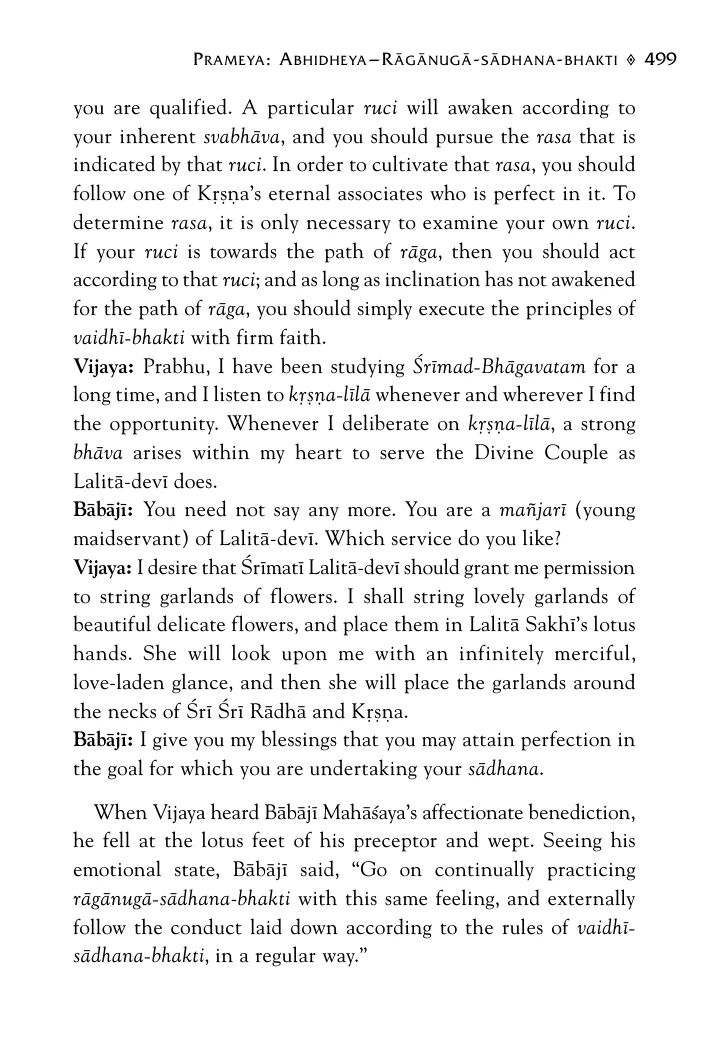 Prameya: Abhidheya–Rāgānugā-sādhana-bhakti ◊ 499
you are qualified. A particular ruci will awaken according to
your inherent svabhāva, and you should pursue the rasa that is
indicated by that ruci. In order to cultivate that rasa, you should
follow one of Kṛṣṇa's eternal associates who is perfect in it. To
determine rasa, it is only necessary to examine your own ruci.
If your ruci is towards the path of rāga, then you should act
according to that ruci; and as long as inclination has not awakened
for the path of rāga, you should simply execute the principles of
vaidhī-bhakti with firm faith.
Vijaya: Prabhu, I have been studying Śrīmad-Bhāgavatam for a
long time, and I listen to kṛṣṇa-līlā whenever and wherever I find
the opportunity. Whenever I deliberate on kṛṣṇa-līlā, a strong
bhāva arises within my heart to serve the Divine Couple as
Lalitā-devī does.
Bābājī: You need not say any more. You are a mañjarī (young
maidservant) of Lalitā-devī. Which service do you like?
Vijaya: I desire that Śrīmatī Lalitā-devī should grant me permission
to string garlands of flowers. I shall string lovely garlands of
beautiful delicate flowers, and place them in Lalitā Sakhī's lotus
hands. She will look upon me with an infinitely merciful,
love-laden glance, and then she will place the garlands around
the necks of Śrī Śrī Rādhā and Kṛṣṇa.
Bābājī: I give you my blessings that you may attain perfection in
the goal for which you are undertaking your sādhana.
When Vijaya heard Bābājī Mahāśaya's affectionate benediction,
he fell at the lotus feet of his preceptor and wept. Seeing his
emotional state, Bābājī said, “Go on continually practicing
rāgānugā-sādhana-bhakti with this same feeling, and externally
follow the conduct laid down according to the rules of vaidhī-
sādhana-bhakti, in a regular way.”